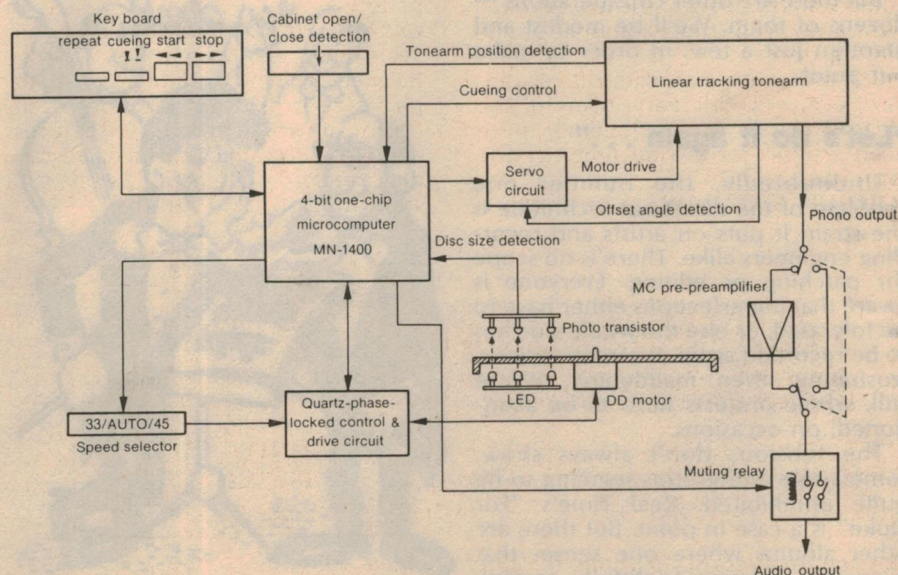 Key board
repeat cueing start stop
Cabinet open/
close detection
Tonearm position detection
Cueing control
Linear tracking tonearm
Servo
circuit
Motor drive
4-bit one-chip
microcomputer
MN-1400
Offset angle detection
Phono output
Disc size detection
MC pre-preamplifier
Photo transistor
LED
DD motor
33/AUTO/45
Speed selector
Quartz-phase-
locked control &
drive circuit
Muting relay
Audio output